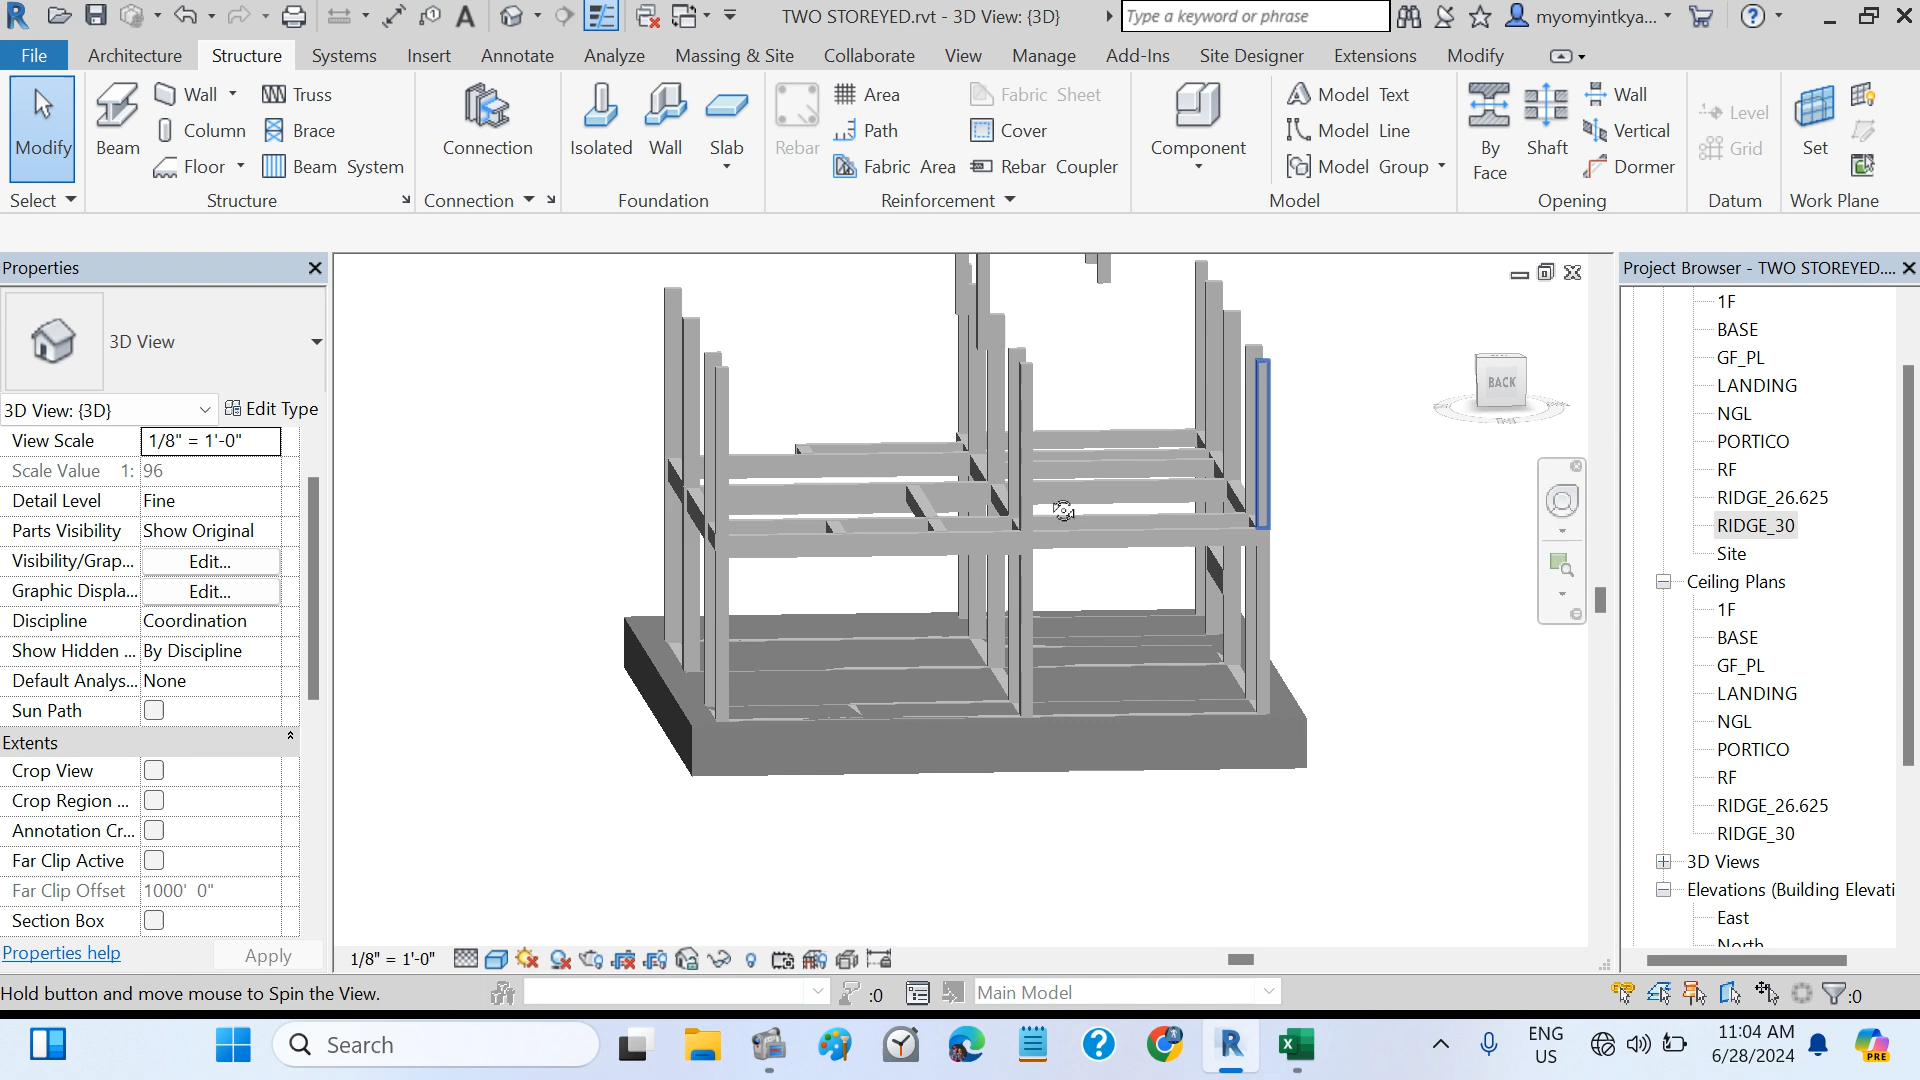 TWO STOREYED.rvt - 3D View: {3D}
Type a keyword or phrase
myomyintkya...
File Architecture Structure Systems Insert Annotate Analyze Massing & Site Collaborate View Manage Add-Ins Site Designer Extensions Modify
Modify
Select
Beam
Wall
Column
Floor
Truss
Brace
Beam System
Structure
Connection
Connection
Isolated
Wall
Slab
Foundation
Rebar
Area
Path
Fabric Area
Fabric Sheet
Cover
Rebar Coupler
Reinforcement
Component
Model Text
Model Line
Model Group
Model
By Face
Shaft
Wall
Vertical
Dormer
Opening
Level
Grid
Datum
Set
Work Plane
Properties
3D View
3D View: {3D}
Edit Type
View Scale 1/8" = 1'-0"
Scale Value 1: 96
Detail Level Fine
Parts Visibility Show Original
Visibility/Grap... Edit...
Graphic Displa... Edit...
Discipline Coordination
Show Hidden ... By Discipline
Default Analys... None
Sun Path
Extents
Crop View
Crop Region ...
Annotation Cr...
Far Clip Active
Far Clip Offset 1000' 0"
Section Box
Properties help
Apply
BACK
1/8" = 1'-0"
Project Browser - TWO STOREYED....
1F
BASE
GF_PL
LANDING
NGL
PORTICO
RF
RIDGE_26.625
RIDGE_30
Site
Ceiling Plans
1F
BASE
GF_PL
LANDING
NGL
PORTICO
RF
RIDGE_26.625
RIDGE_30
3D Views
Elevations (Building Elevati
East
North
Hold button and move mouse to Spin the View.
:0
Main Model
:0
Search
ENG
US
11:04 AM
6/28/2024
PRE